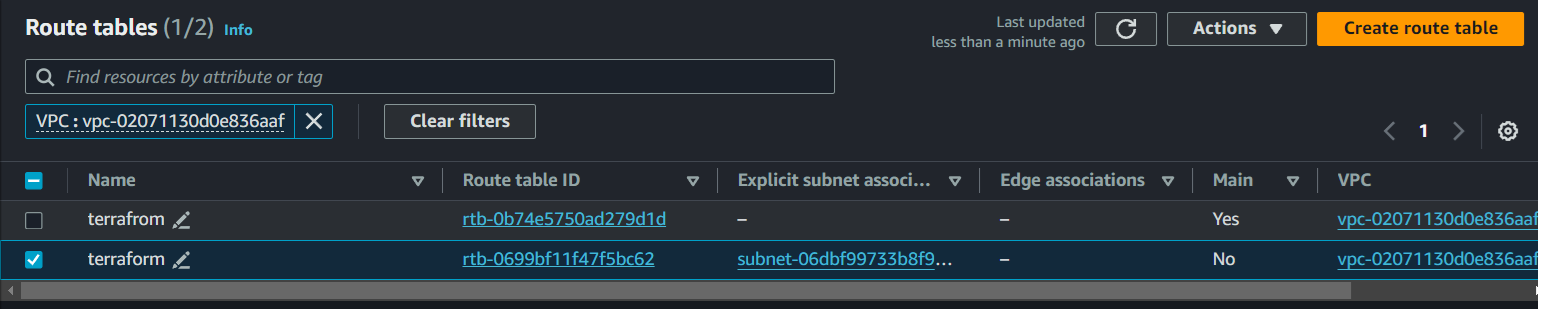 Route tables (1/2) Info
Last updated
less than a minute ago
Actions
Create route table
Find resources by attribute or tag
VPC : vpc-02071130d0e836aaf
Clear filters
1
Name Route table ID Explicit subnet associ... Edge associations Main VPC
terrafrom rtb-0b74e5750ad279d1d – – Yes vpc-02071130d0e836aaf
terraform rtb-0699bf11f47f5bc62 subnet-06dbf99733b8f9... – No vpc-02071130d0e836aaf